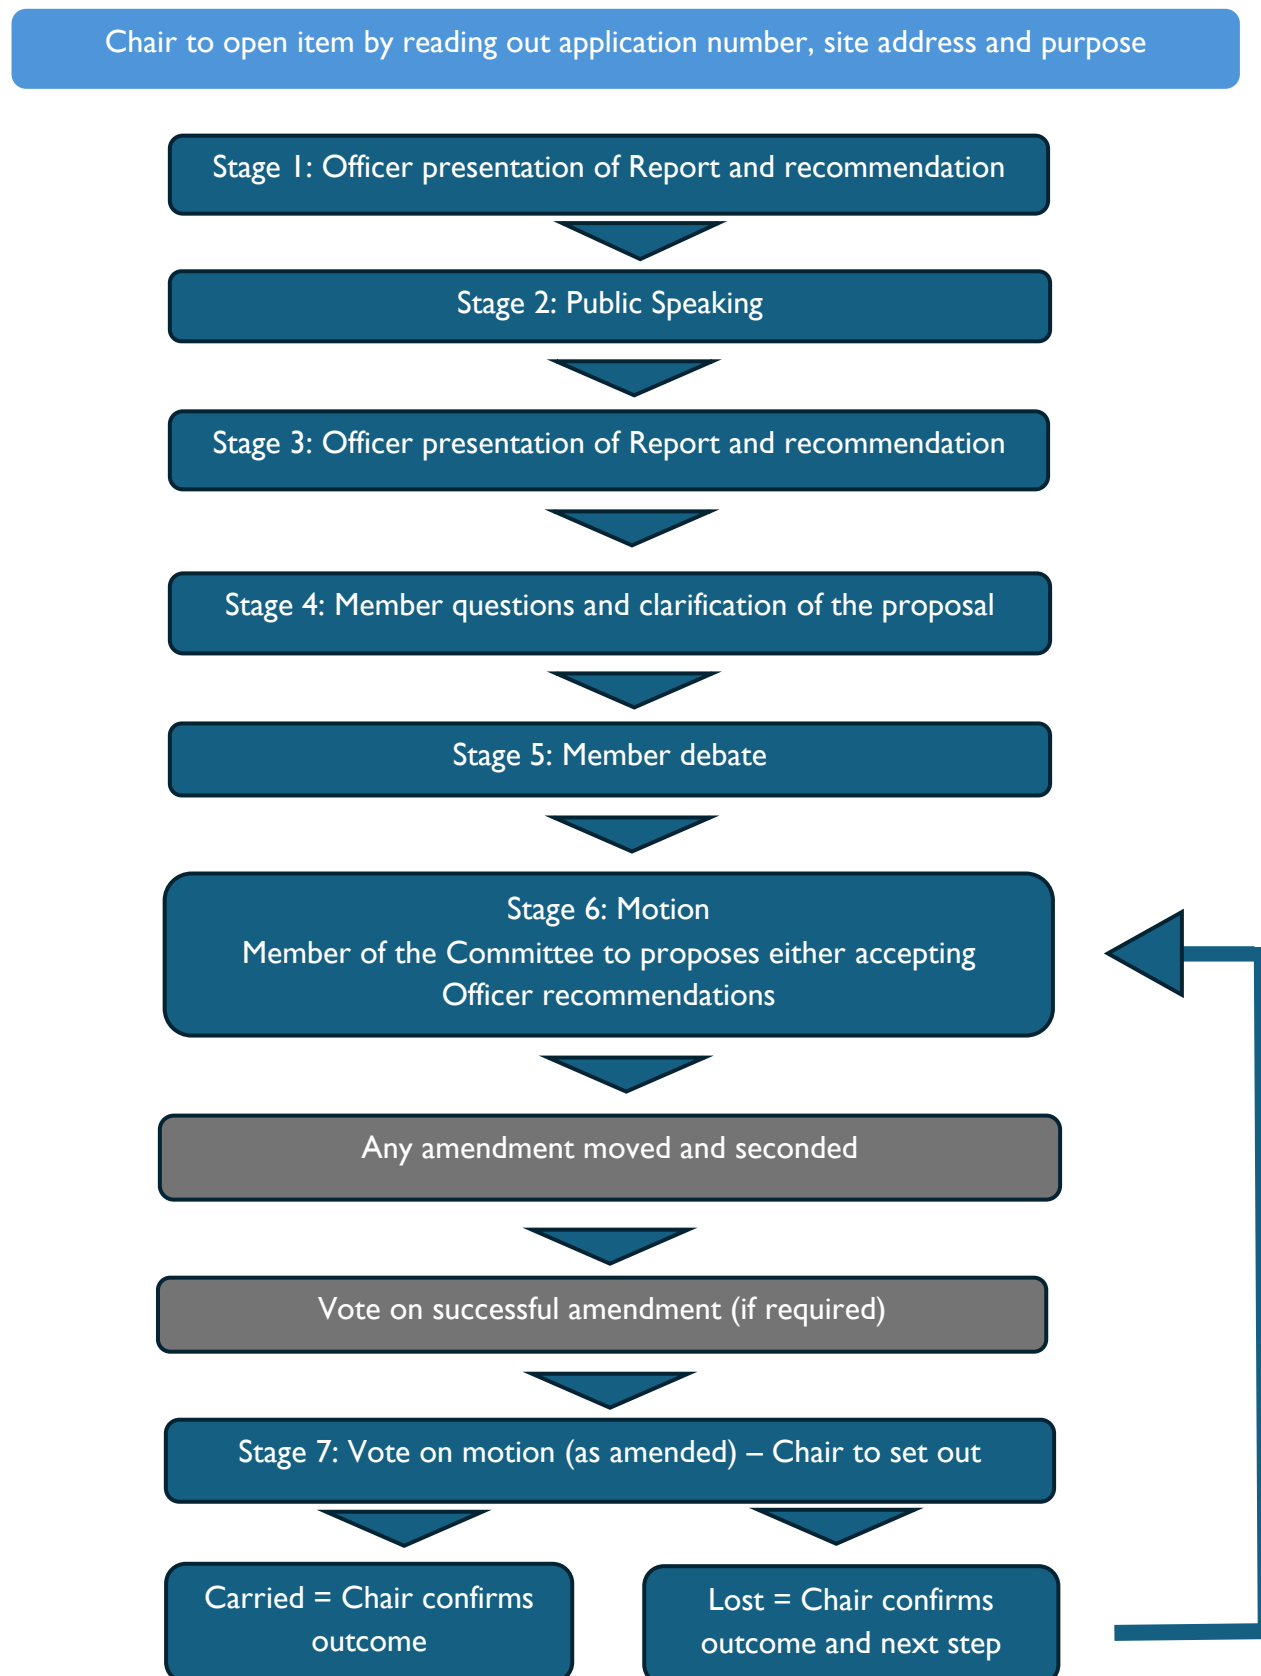 Chair to open item by reading out application number, site address and purpose
Stage 1: Officer presentation of Report and recommendation
Stage 2: Public Speaking
Stage 3: Officer presentation of Report and recommendation
Stage 4: Member questions and clarification of the proposal
Stage 5: Member debate
Stage 6: Motion
Member of the Committee to proposes either accepting
Officer recommendations
Any amendment moved and seconded
Vote on successful amendment (if required)
Stage 7: Vote on motion (as amended) – Chair to set out
Carried = Chair confirms
outcome
Lost = Chair confirms
outcome and next step